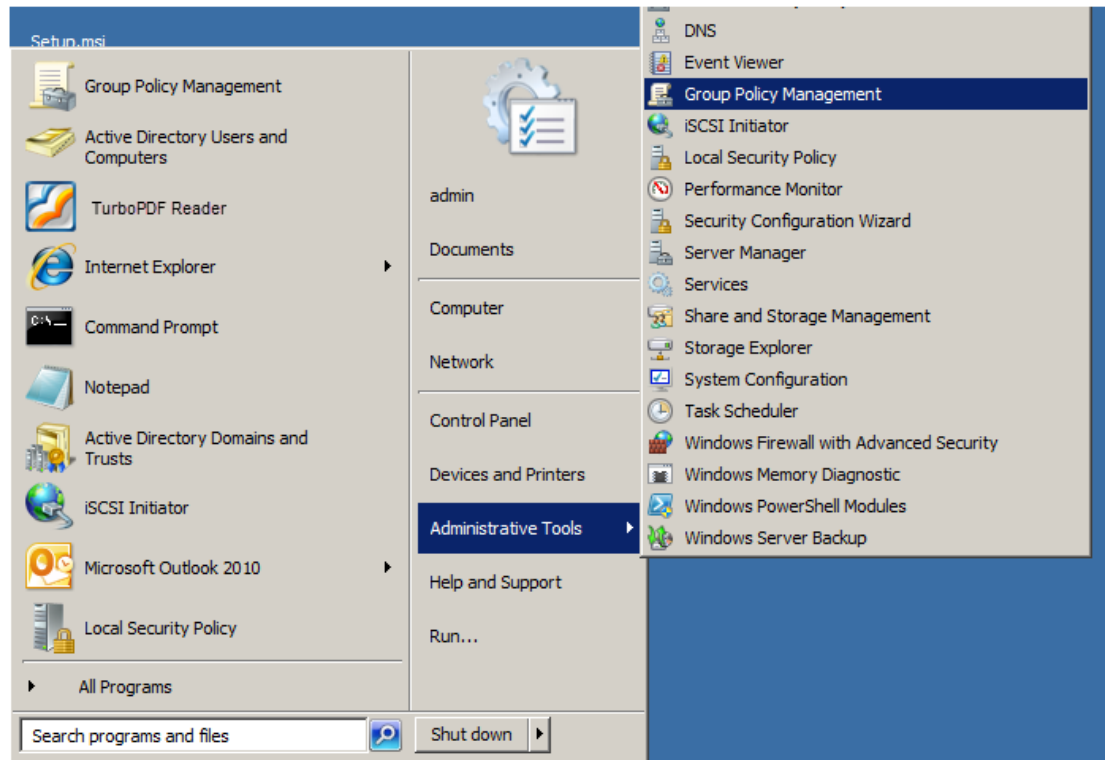 Setup.msi
Group Policy Management
Active Directory Users and
Computers
TurboPDF Reader
Internet Explorer
C:\_
Command Prompt
Notepad
Active Directory Domains and
Trusts
iSCSI Initiator
Microsoft Outlook 2010
Local Security Policy
All Programs
Search programs and files
admin
Documents
Computer
Network
Control Panel
Devices and Printers
Administrative Tools
Help and Support
Run...
Shut down
DNS
Event Viewer
Group Policy Management
iSCSI Initiator
Local Security Policy
Performance Monitor
Security Configuration Wizard
Server Manager
Services
Share and Storage Management
Storage Explorer
System Configuration
Task Scheduler
Windows Firewall with Advanced Security
Windows Memory Diagnostic
Windows PowerShell Modules
Windows Server Backup